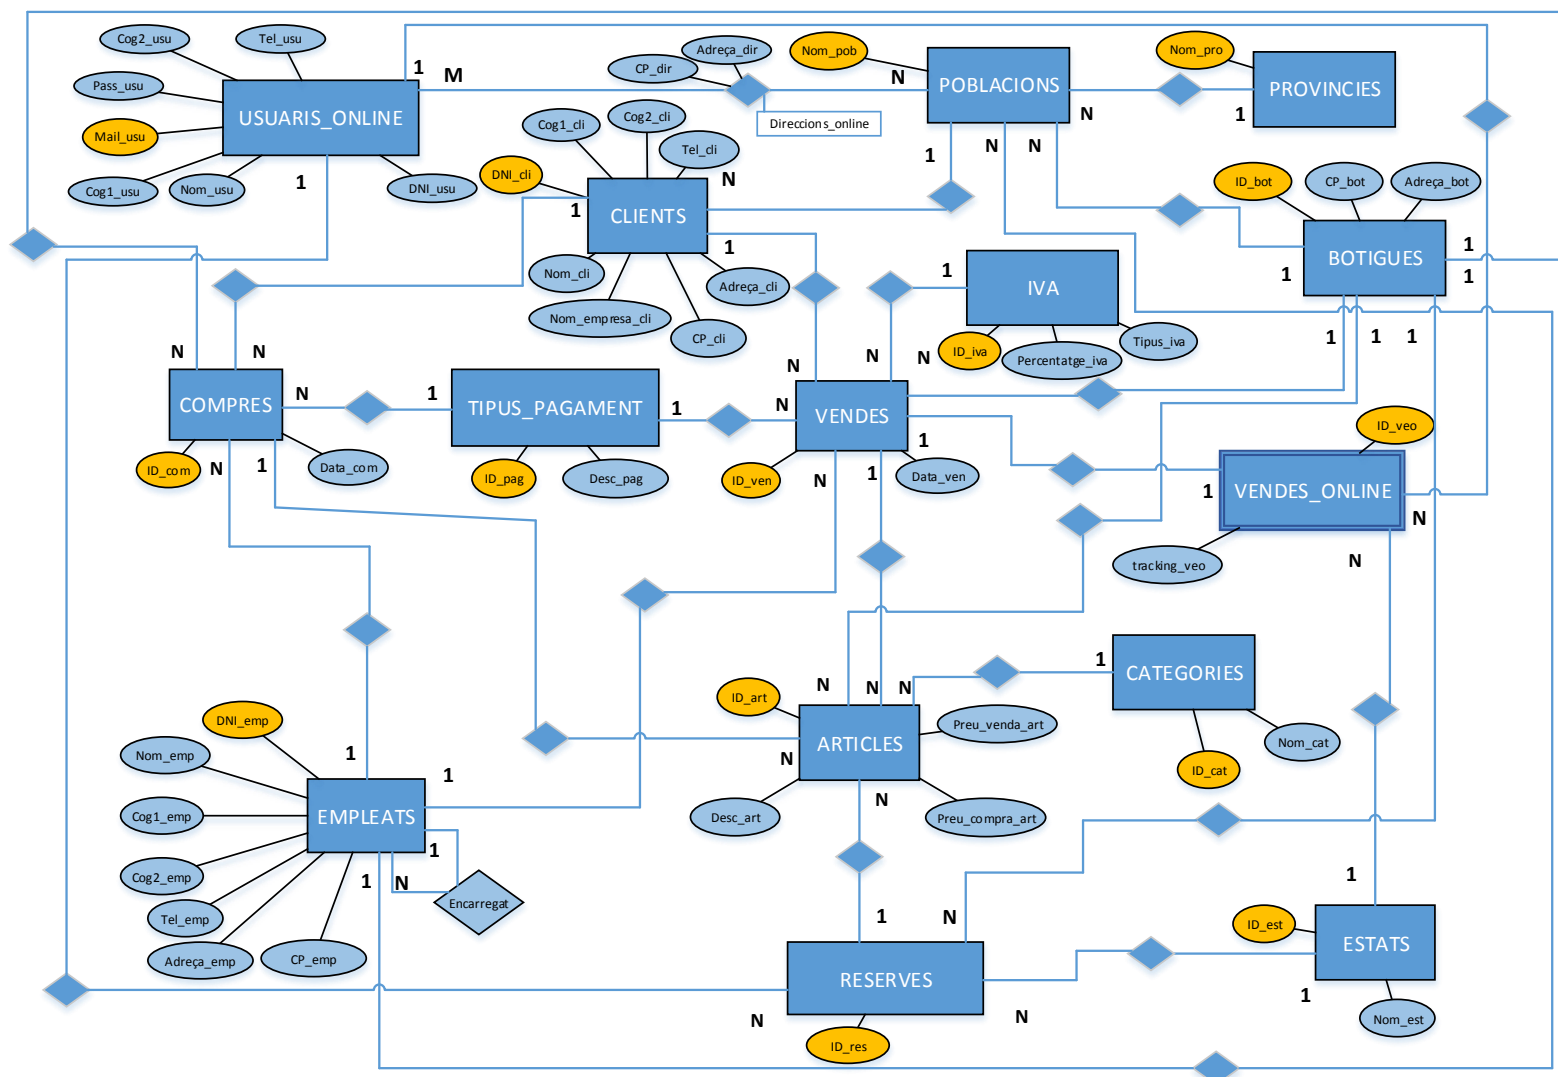 Cog2_usu
Tel_usu
Pass_usu
Mail_usu
Cog1_usu
Nom_usu
DNI_usu
USUARIS_ONLINE
1
M
1
CP_dir
Adreça_dir
Direccions_online
Nom_pob
N
POBLACIONS
N
1
N
N
Nom_pro
1
PROVINCIES
Cog1_cli
Cog2_cli
Tel_cli
DNI_cli
N
1
CLIENTS
1
Nom_cli
Nom_empresa_cli
CP_cli
Adreça_cli
ID_bot
CP_bot
Adreça_bot
BOTIGUES
1
1
1
1
1
1
1
IVA
ID_iva
Percentatge_iva
Tipus_iva
N
N
N
N
N
COMPRES
N
ID_com
Data_com
N
1
1
TIPUS_PAGAMENT
1
ID_pag
Desc_pag
N
VENDES
ID_ven
Data_ven
N
1
1
ID_veo
VENDES_ONLINE
1
N
N
tracking_veo
CATEGORIES
1
ID_cat
Nom_cat
ID_art
N
N
N
ARTICLES
N
N
Preu_venda_art
Preu_compra_art
Desc_art
DNI_emp
Nom_emp
Cog1_emp
Cog2_emp
Tel_emp
Adreça_emp
CP_emp
EMPLEATS
1
1
1
1
N
Encarregat
1
N
RESERVES
N
N
ID_res
1
ID_est
ESTATS
1
Nom_est